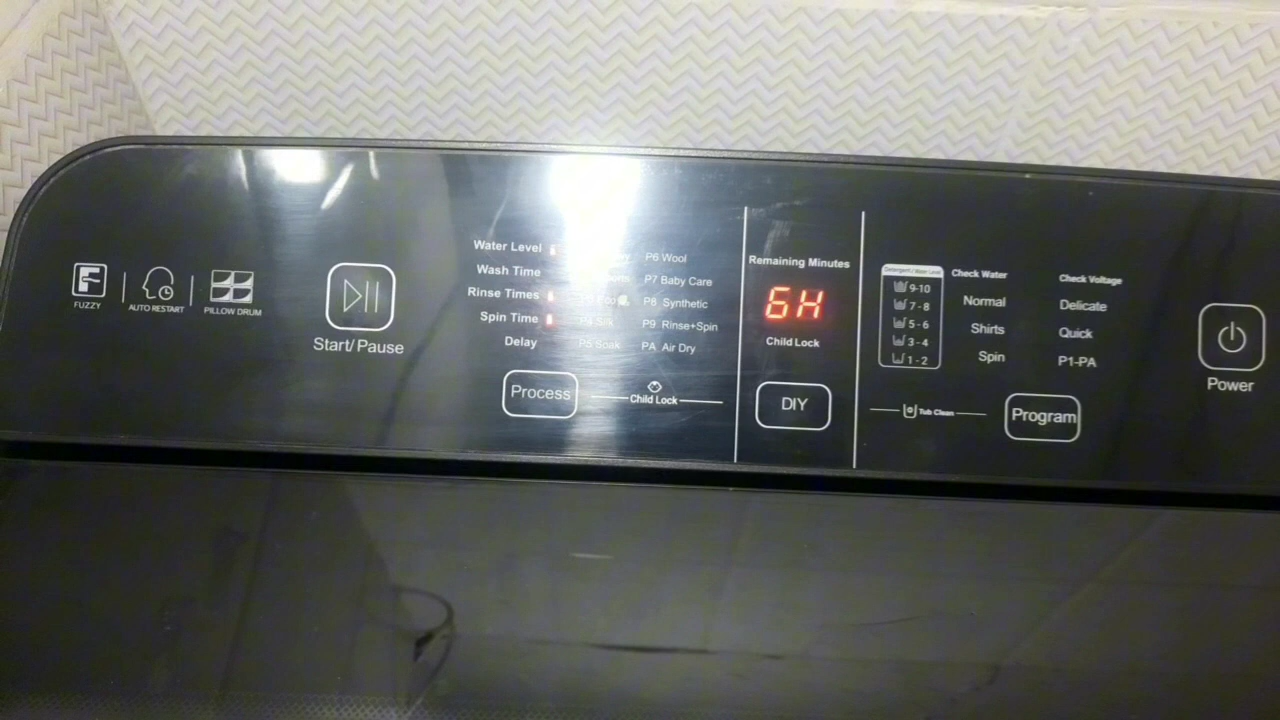 FUZZY
AUTO RESTART
PILLOW DRUM
Start/Pause
Water Level
Wash Time
Rinse Times
Spin Time
Delay
P4 Silk
P5 Soak
P6 Wool
P7 Baby Care
P8 Synthetic
P9 Rinse+Spin
PA Air Dry
Process
Child Lock
Remaining Minutes
6H
Child Lock
DIY
Detergent / Water Level
9-10
7-8
5-6
3-4
1-2
Check Water
Normal
Shirts
Spin
Check Voltage
Delicate
Quick
P1-PA
Tub Clean
Program
Power